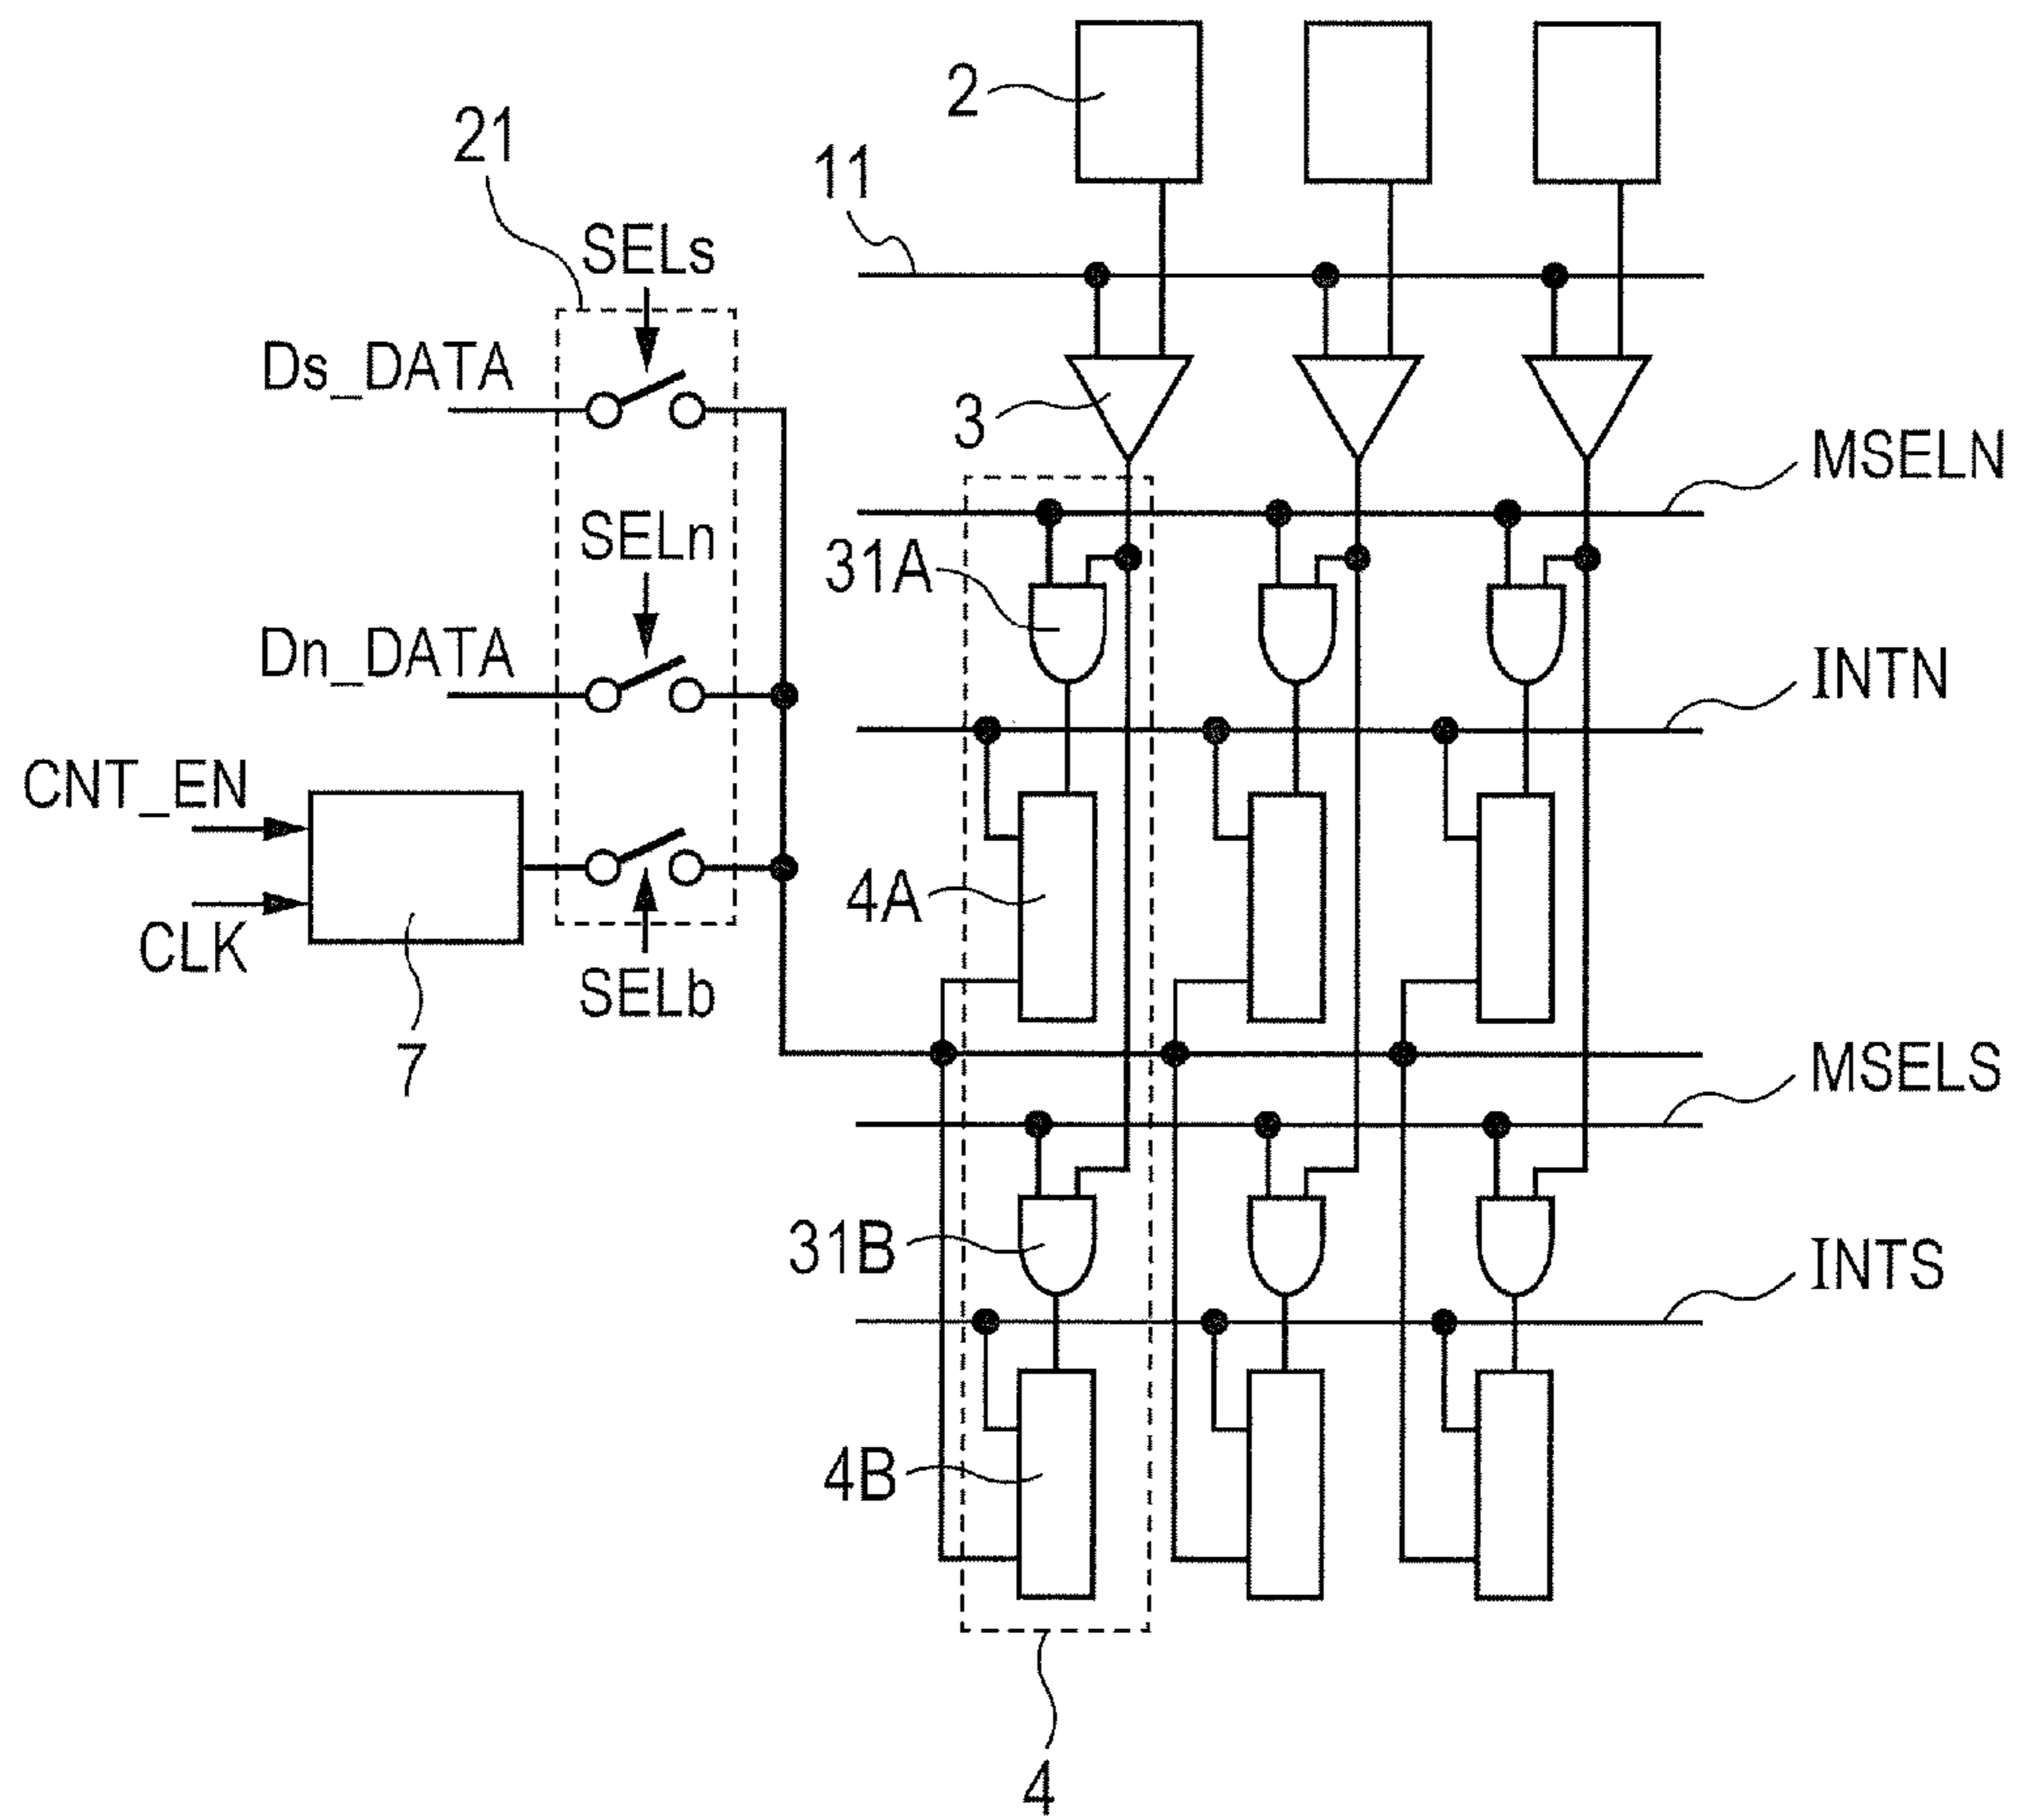 2
21
11
SELs
Ds_DATA
3
MSELN
SELn
31A
Dn_DATA
INTN
CNT_EN
4A
CLK
SELb
7
MSELS
31B
INTS
4B
4